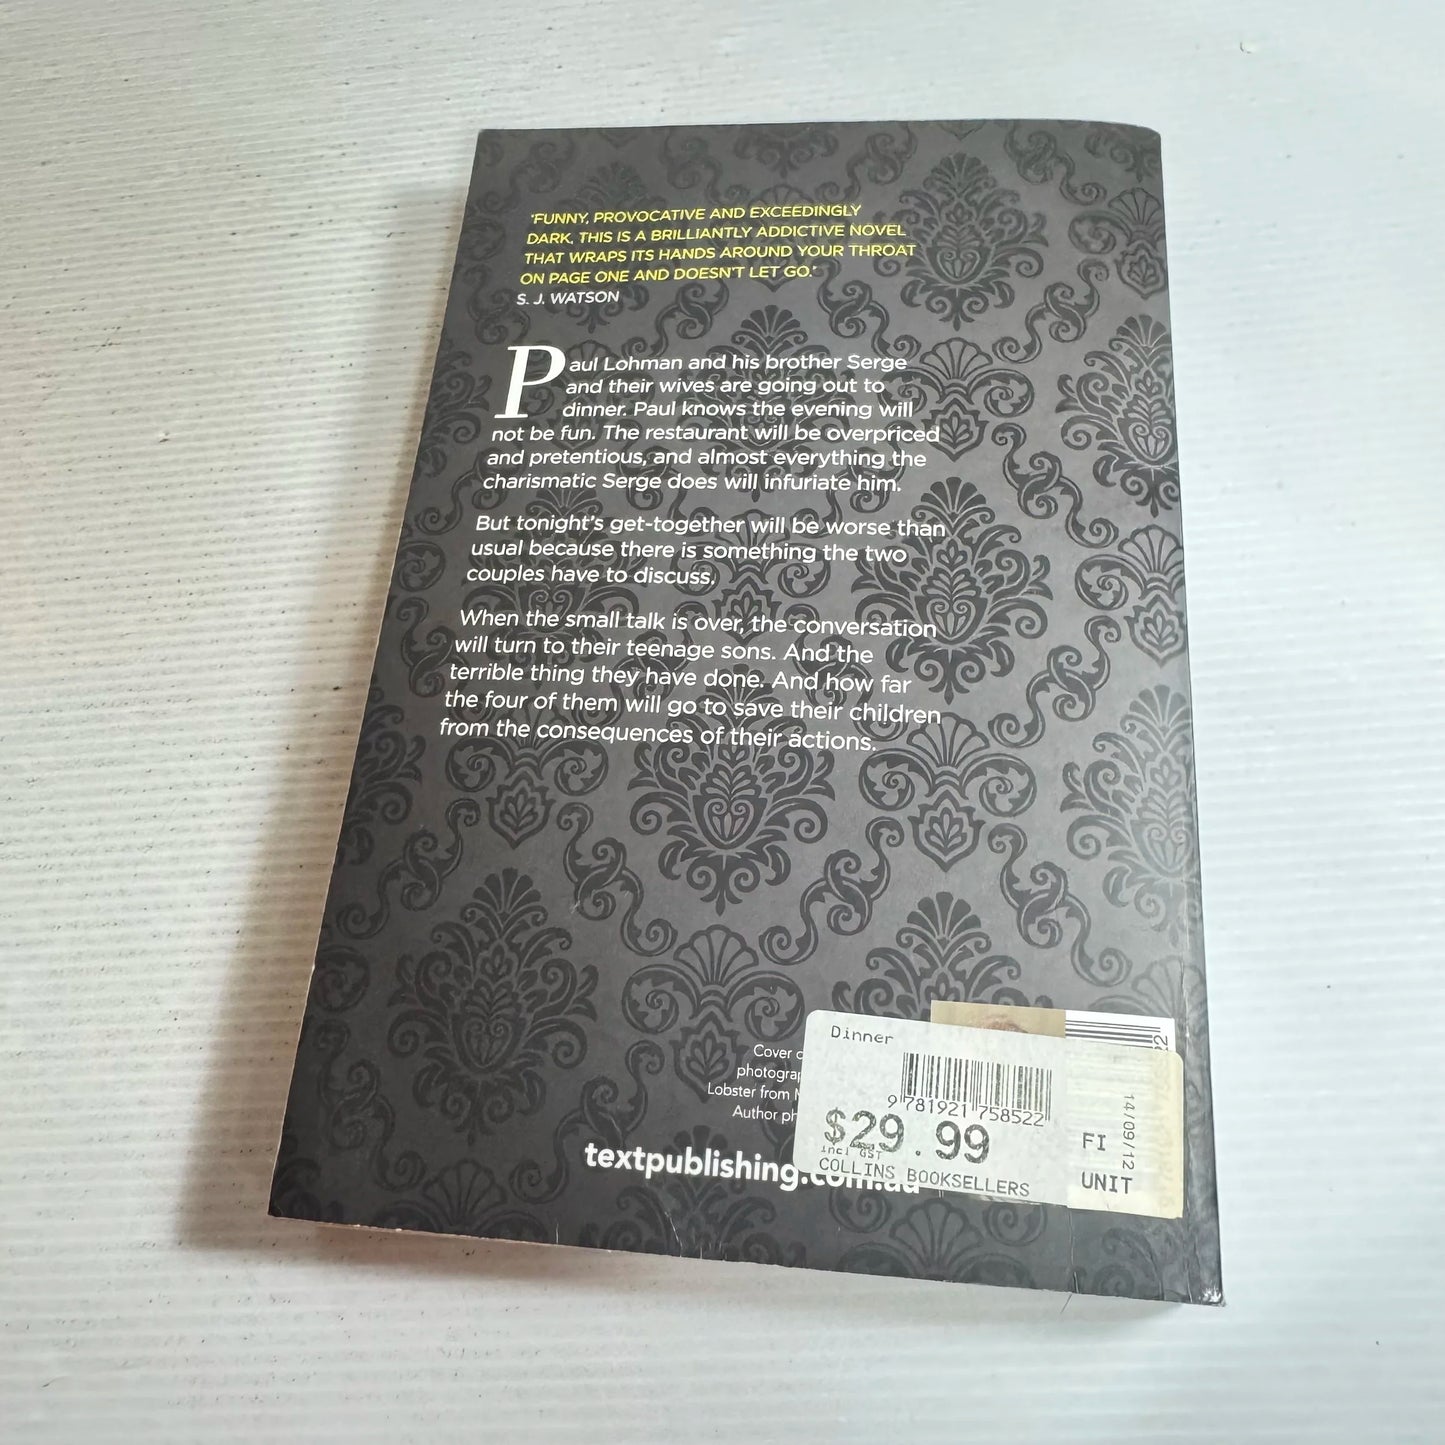 'FUNNY, PROVOCATIVE AND EXCEEDINGLY
DARK, THIS IS A BRILLIANTLY ADDICTIVE NOVEL
THAT WRAPS ITS HANDS AROUND YOUR THROAT
ON PAGE ONE AND DOESN'T LET GO.'
S. J. WATSON
Paul Lohman and his brother Serge
and their wives are going out to
dinner. Paul knows the evening will
not be fun. The restaurant will be overpriced
and pretentious, and almost everything the
charismatic Serge does will infuriate him.
But tonight's get-together will be worse than
usual because there is something the two
couples have to discuss.
When the small talk is over, the conversation
will turn to their teenage sons. And the
terrible thing they have done. And how far
the four of them will go to save their children
from the consequences of their actions.
Cover
photograp
Lobster from
Author ph
textpublishing.com.au
Dinner
9 781921 758522
$29.99
incl GST
COLLINS BOOKSELLERS
FI
UNIT
14/09/12